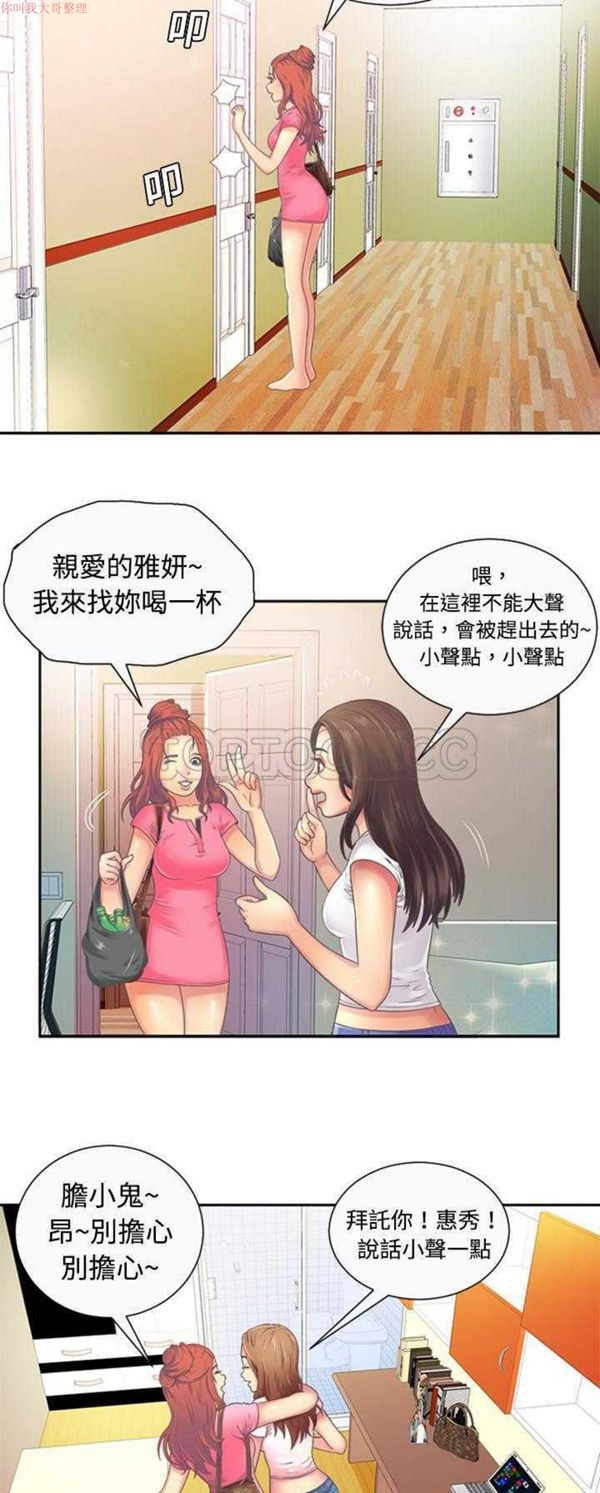 你叫我大哥整理
叩
叩
消
火
栓
親愛的雅妍~
我來找妳喝一杯
喂，
在這裡不能大聲
說話，會被趕出去的~
小聲點，小聲點
膽小鬼~
昂~別擔心
別擔心~
拜託你！惠秀！
說話小聲一點